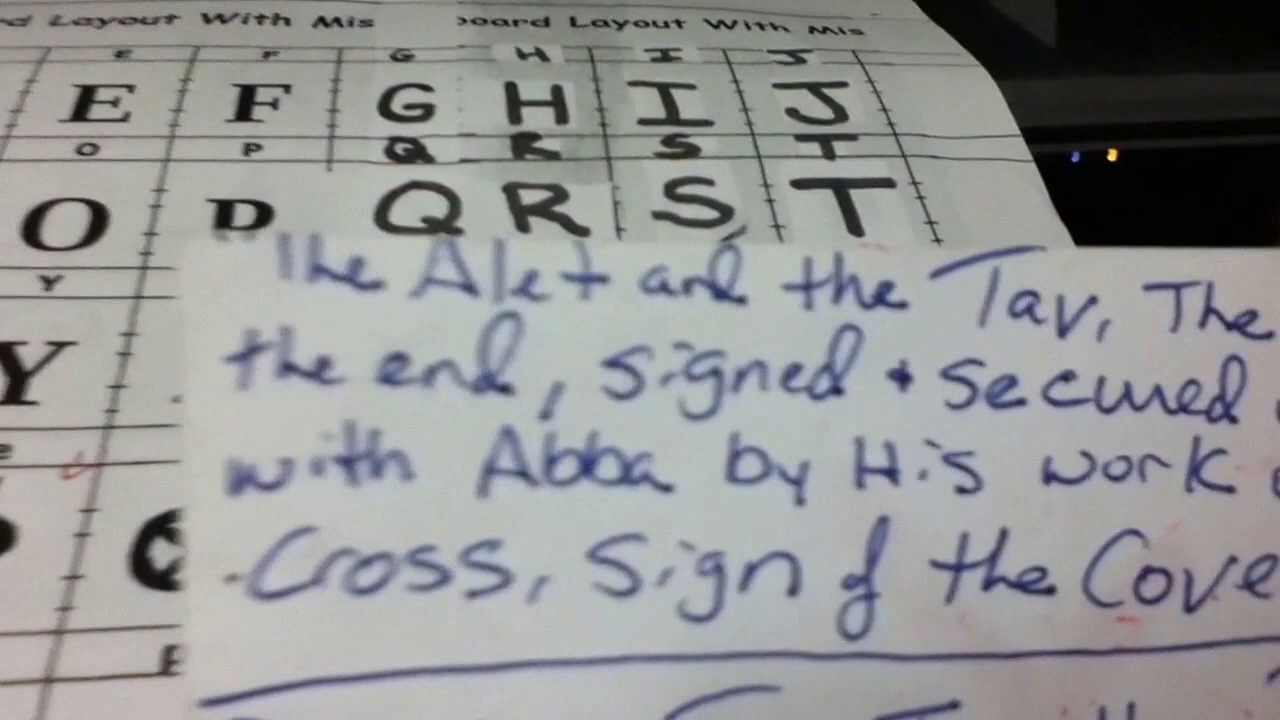 d Layout With Mis board Layout With Mis
E F G H I J
E F G H I J
O P Q R S T
O D Q R S T
Y
Y
The Alet and the Tav, The
the end, signed + secured
with Abba by His work
Cross, Sign of the Cove